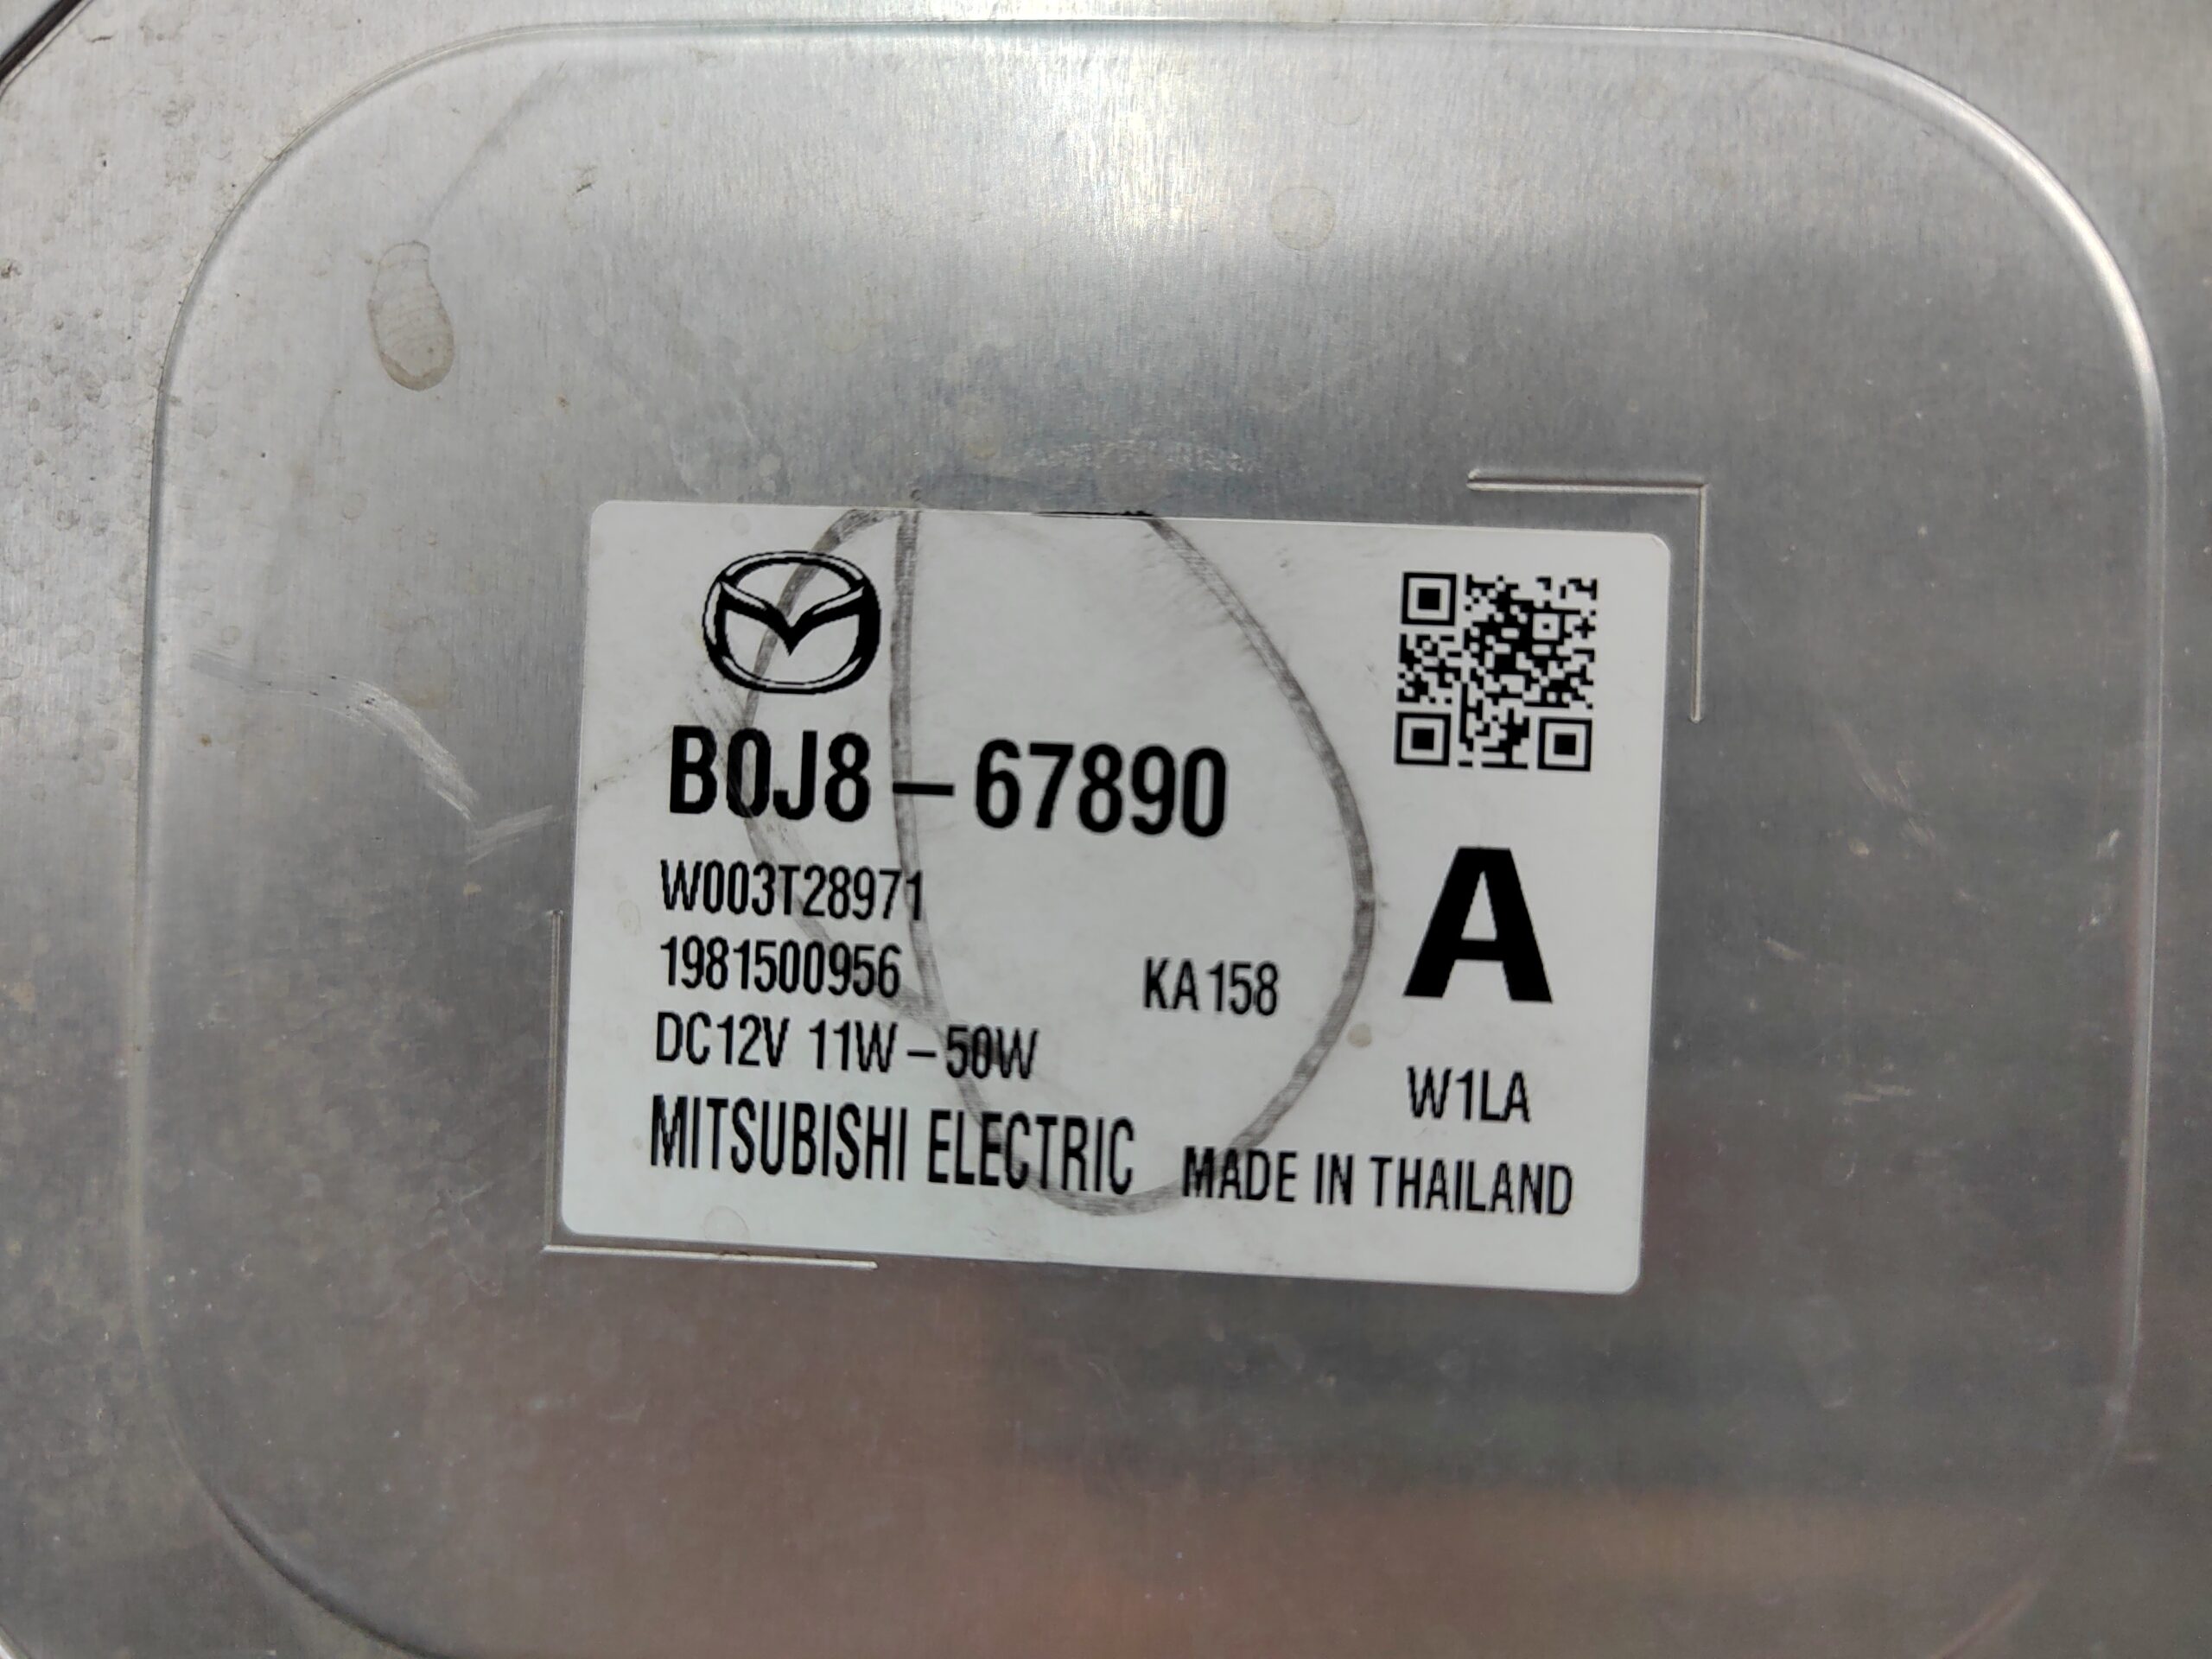 B0J8-67890
W003T28971
1981500956 KA158
DC12V 11W-50W
MITSUBISHI ELECTRIC
A
W1LA
MADE IN THAILAND